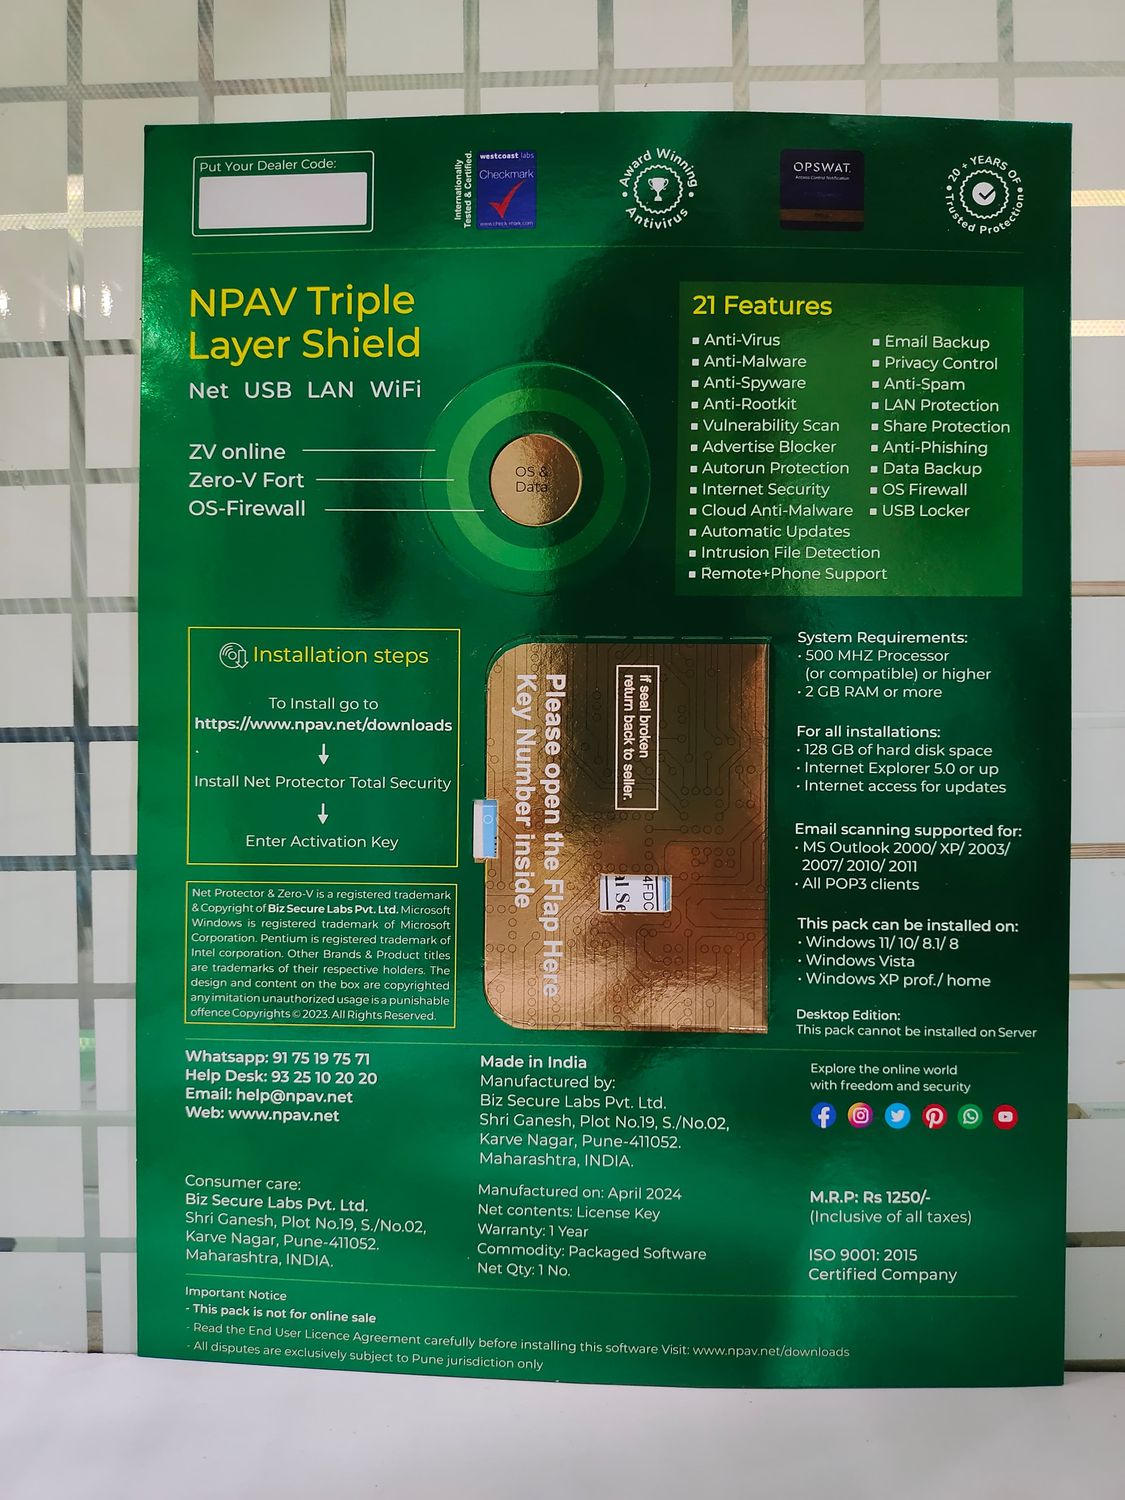 Put Your Dealer Code:
Internationally
Tested & Certified.
westcoast labs
Checkmark
www.check-mark.com
Award Winning
Antivirus
OPSWAT.
Access Control Notification
20+ YEARS OF
Trusted Protection
NPAV Triple
Layer Shield
Net USB LAN WiFi
ZV online
Zero-V Fort
OS-Firewall
OS &
Data
21 Features
Anti-Virus
Anti-Malware
Anti-Spyware
Anti-Rootkit
Vulnerability Scan
Advertise Blocker
Autorun Protection
Internet Security
Cloud Anti-Malware
Automatic Updates
Intrusion File Detection
Remote+Phone Support
Email Backup
Privacy Control
Anti-Spam
LAN Protection
Share Protection
Anti-Phishing
Data Backup
OS Firewall
USB Locker
Installation steps
To Install go to
https://www.npav.net/downloads
Install Net Protector Total Security
Enter Activation Key
Net Protector & Zero-V is a registered trademark
& Copyright of Biz Secure Labs Pvt. Ltd. Microsoft
Windows is registered trademark of Microsoft
Corporation. Pentium is registered trademark of
Intel corporation. Other Brands & Product titles
are trademarks of their respective holders. The
design and content on the box are copyrighted
any imitation unauthorized usage is a punishable
offence Copyrights © 2023. All Rights Reserved.
if seal broken
return back to seller.
Please open the Flap Here
Key Number inside
4FDC
al Se
System Requirements:
· 500 MHZ Processor
(or compatible) or higher
· 2 GB RAM or more
For all installations:
· 128 GB of hard disk space
· Internet Explorer 5.0 or up
· Internet access for updates
Email scanning supported for:
· MS Outlook 2000/ XP/ 2003/
2007/ 2010/ 2011
· All POP3 clients
This pack can be installed on:
· Windows 11/ 10/ 8.1/ 8
· Windows Vista
· Windows XP prof./ home
Desktop Edition:
This pack cannot be installed on Server
Whatsapp: 91 75 19 75 71
Help Desk: 93 25 10 20 20
Email: help@npav.net
Web: www.npav.net
Made in India
Manufactured by:
Biz Secure Labs Pvt. Ltd.
Shri Ganesh, Plot No.19, S./No.02,
Karve Nagar, Pune-411052.
Maharashtra, INDIA.
Explore the online world
with freedom and security
Consumer care:
Biz Secure Labs Pvt. Ltd.
Shri Ganesh, Plot No.19, S./No.02,
Karve Nagar, Pune-411052.
Maharashtra, INDIA.
Manufactured on: April 2024
Net contents: License Key
Warranty: 1 Year
Commodity: Packaged Software
Net Qty: 1 No.
M.R.P: Rs 1250/-
(Inclusive of all taxes)
ISO 9001: 2015
Certified Company
Important Notice
- This pack is not for online sale
- Read the End User Licence Agreement carefully before installing this software Visit: www.npav.net/downloads
- All disputes are exclusively subject to Pune jurisdiction only